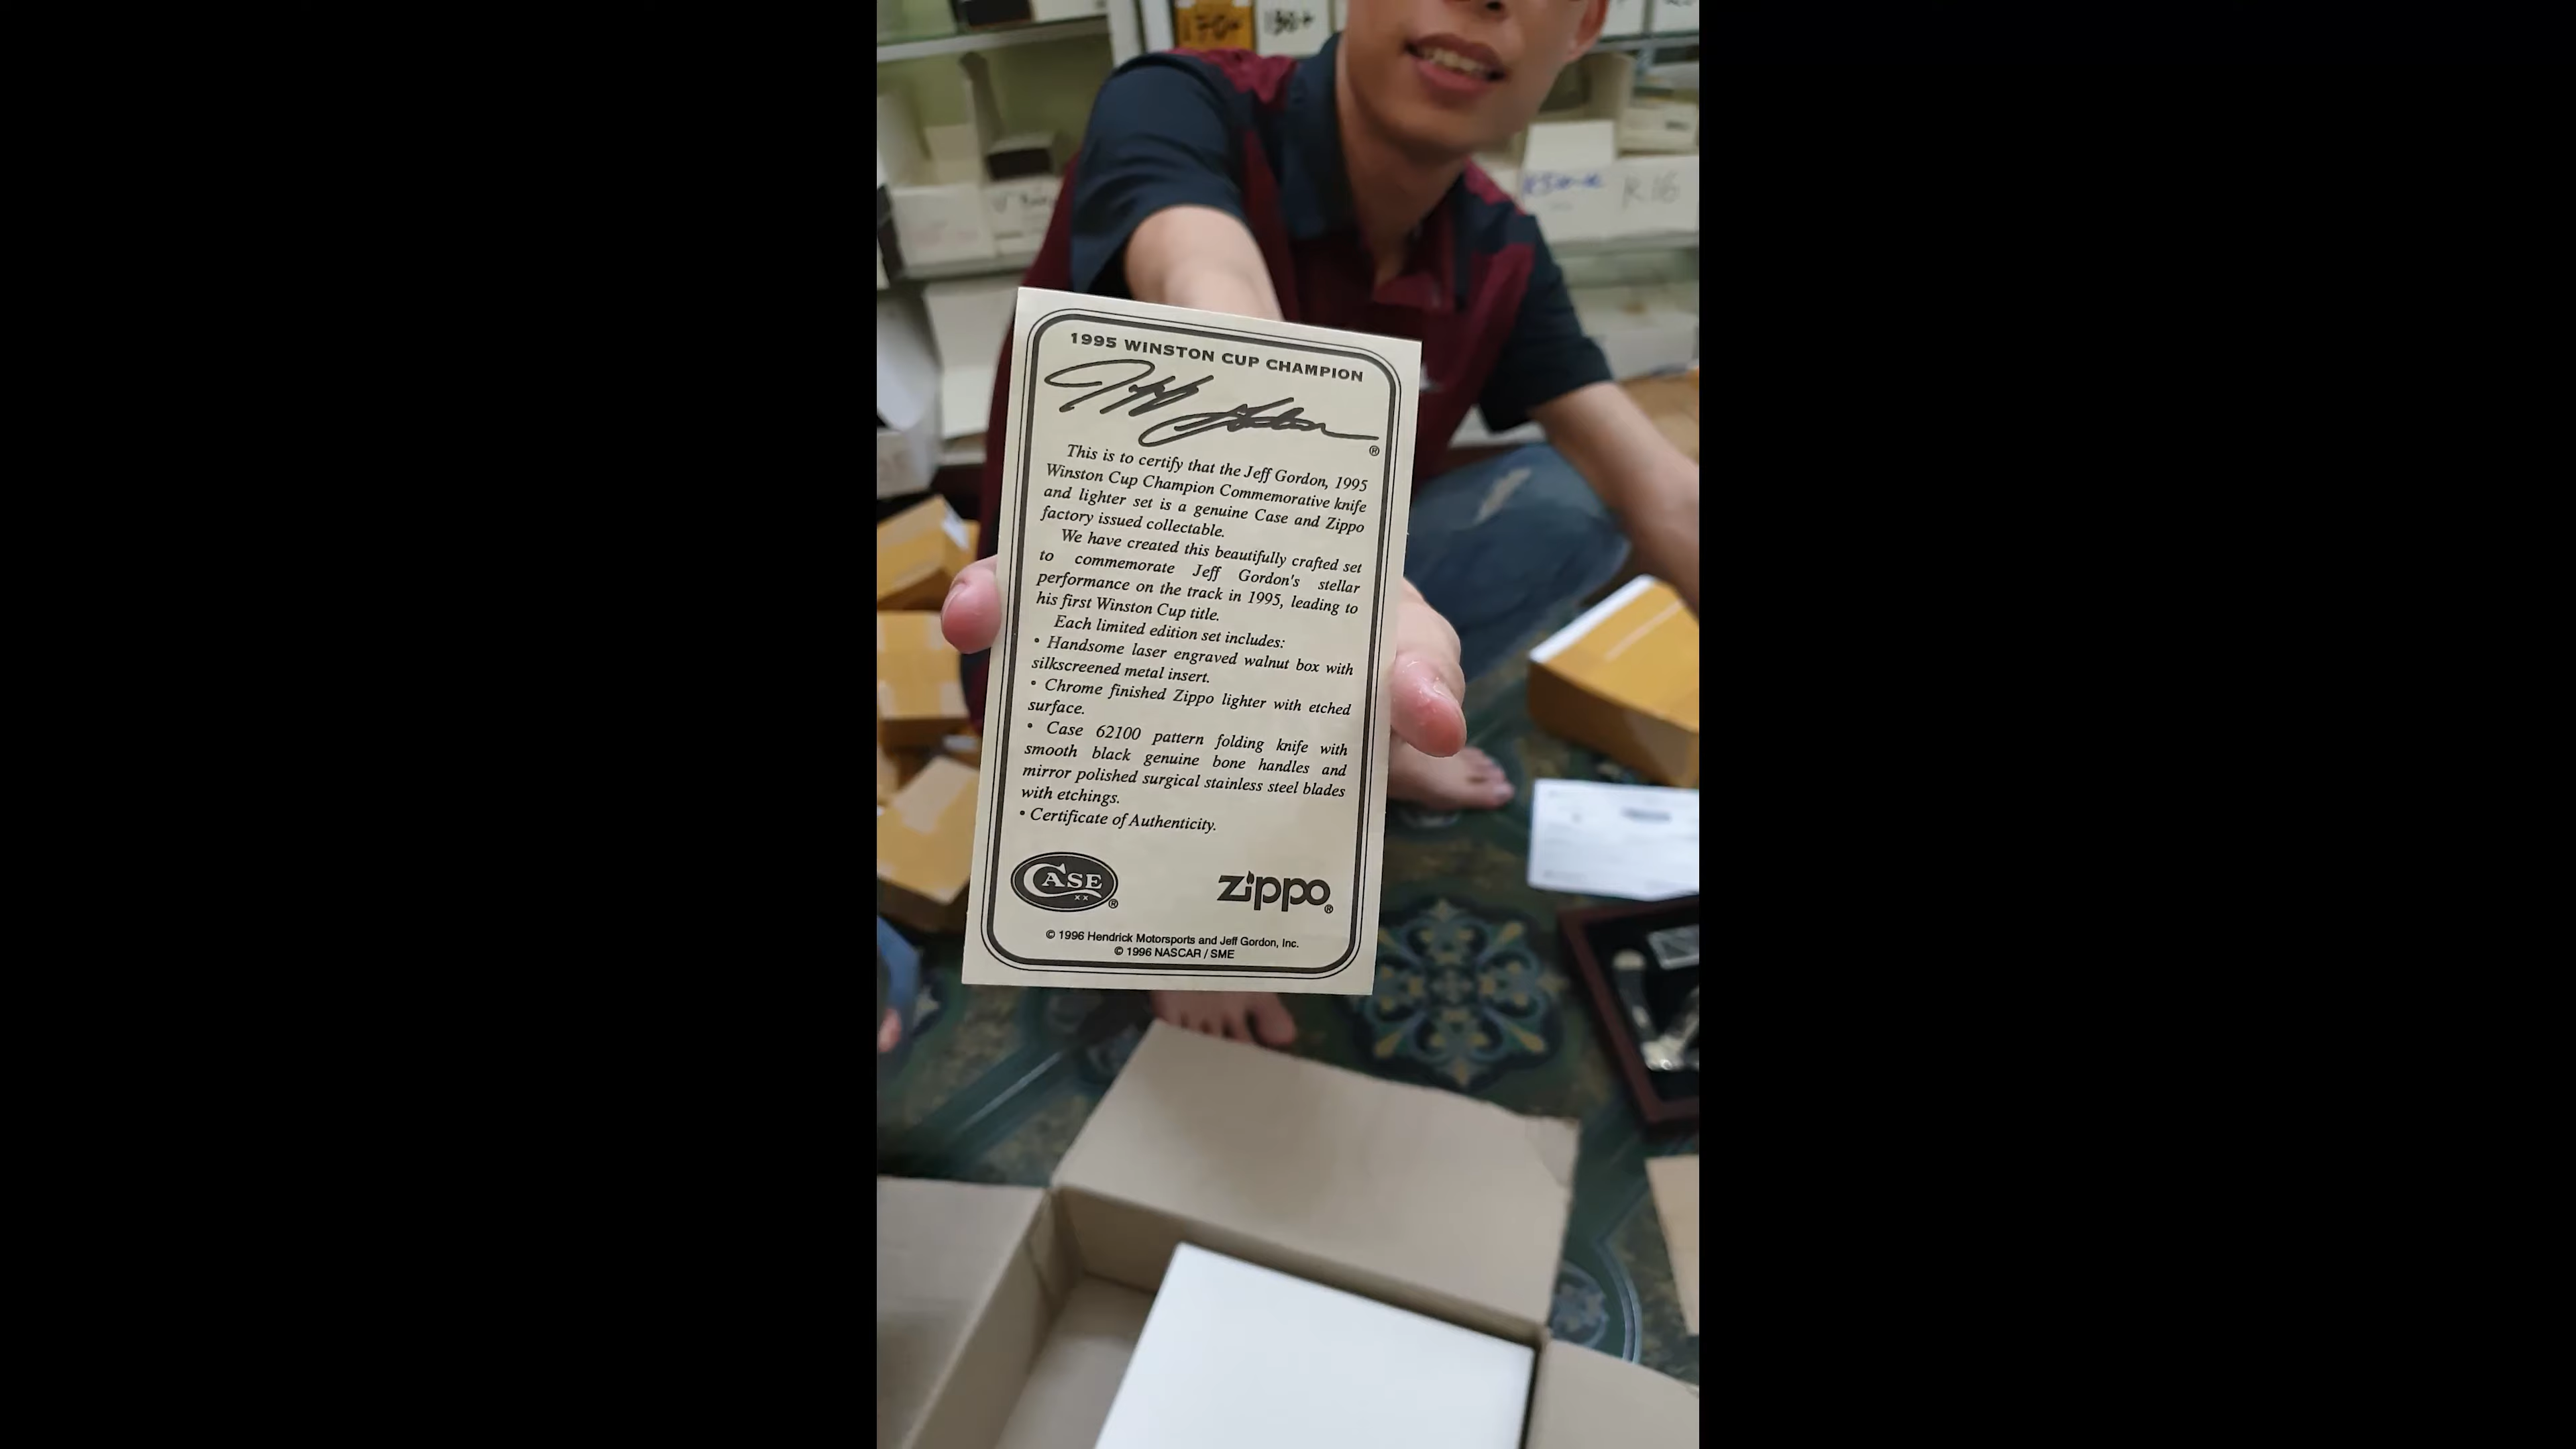 170+
130+
R16
1995 WINSTON CUP CHAMPION
Jeff Gordon
®
This is to certify that the Jeff Gordon, 1995
Winston Cup Champion Commemorative knife
and lighter set is a genuine Case and Zippo
factory issued collectable.
We have created this beautifully crafted set
to commemorate Jeff Gordon's stellar
performance on the track in 1995, leading to
his first Winston Cup title.
Each limited edition set includes:
• Handsome laser engraved walnut box with
silkscreened metal insert.
• Chrome finished Zippo lighter with etched
surface.
• Case 62100 pattern folding knife with
smooth black genuine bone handles and
mirror polished surgical stainless steel blades
with etchings.
• Certificate of Authenticity.
CASE
XX
®
zippo
®
© 1996 Hendrick Motorsports and Jeff Gordon, Inc.
© 1996 NASCAR / SME